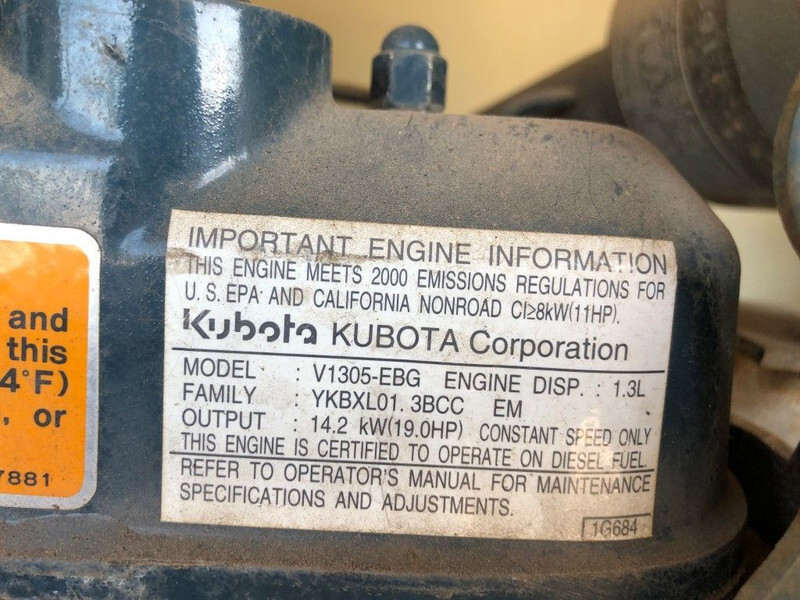 IMPORTANT ENGINE INFORMATION
THIS ENGINE MEETS 2000 EMISSIONS REGULATIONS FOR
U.S. EPA AND CALIFORNIA NONROAD CI≥8kW(11HP).
Kubota KUBOTA Corporation
MODEL : V1305-EBG ENGINE DISP. : 1.3L
FAMILY : YKBXL01.3BCC EM
OUTPUT : 14.2 kW(19.0HP) CONSTANT SPEED ONLY
THIS ENGINE IS CERTIFIED TO OPERATE ON DIESEL FUEL.
REFER TO OPERATOR'S MANUAL FOR MAINTENANCE
SPECIFICATIONS AND ADJUSTMENTS.
1G684
and
this
4°F)
, or
7881